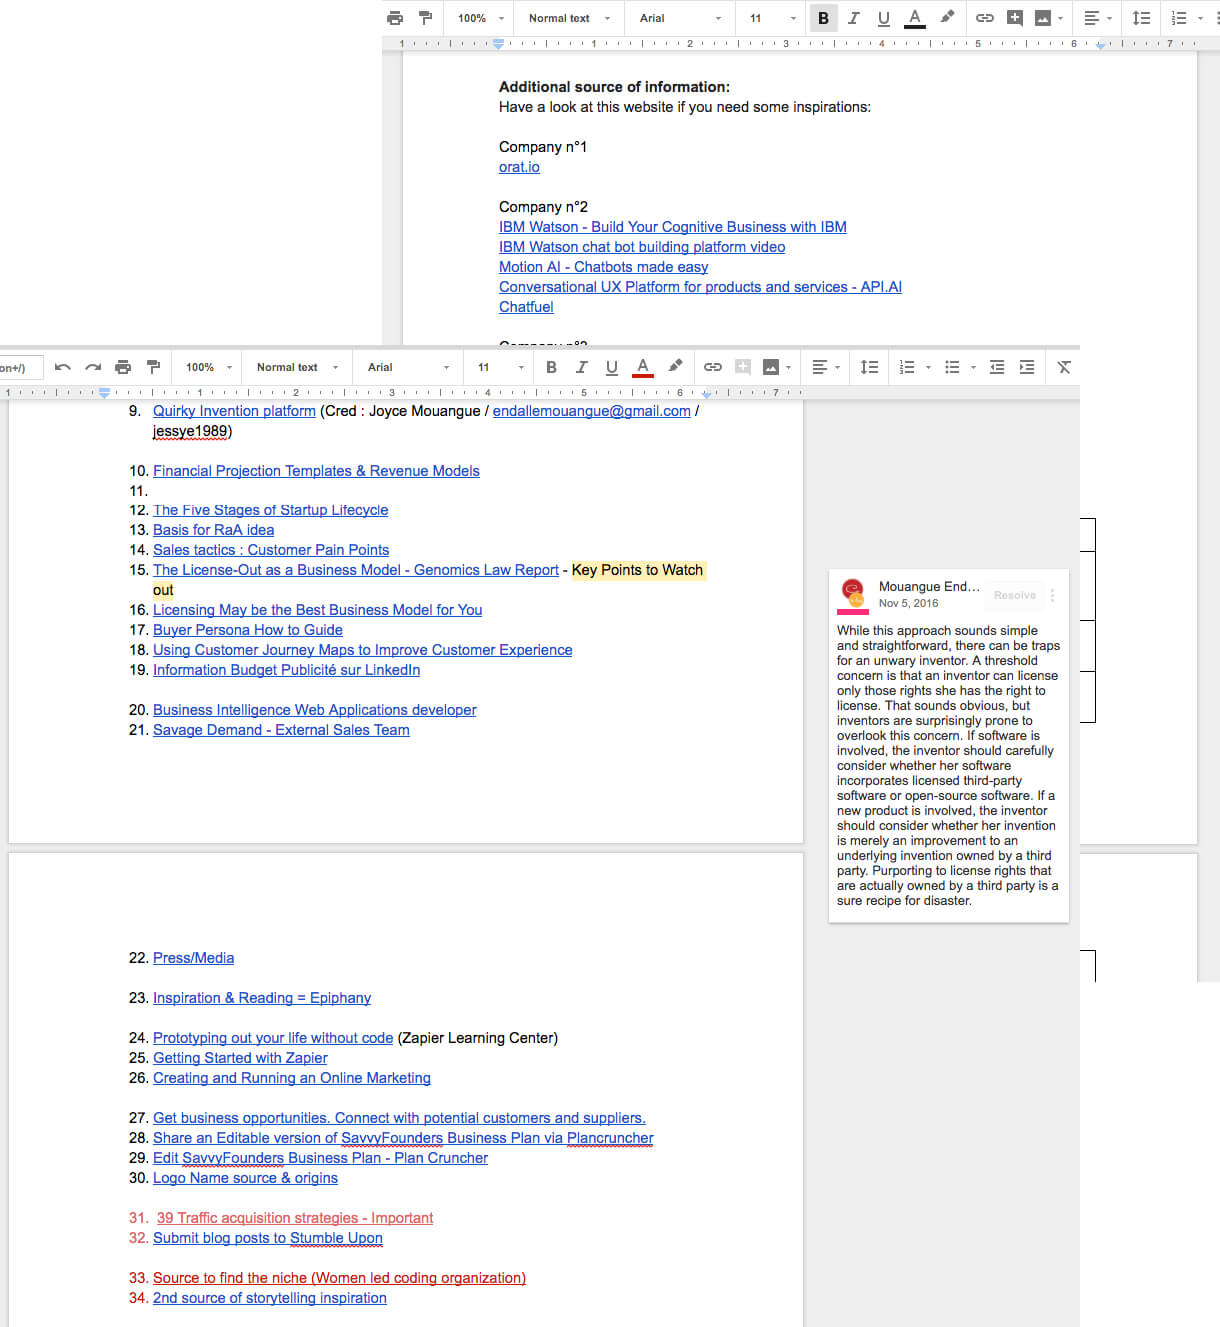 100%
Normal text
Arial
11
B
I
U
A
1
1
2
3
4
5
6
7
Additional source of information:
Have a look at this website if you need some inspirations:
Company n°1
orat.io
Company n°2
IBM Watson - Build Your Cognitive Business with IBM
IBM Watson chat bot building platform video
Motion AI - Chatbots made easy
Conversational UX Platform for products and services - API.AI
Chatfuel
on+/)
100%
Normal text
Arial
11
B
I
U
A
1
1
2
3
4
5
6
7
9. Quirky Invention platform (Cred : Joyce Mouangue / endallemouangue@gmail.com /
jessye1989)
10. Financial Projection Templates & Revenue Models
11.
12. The Five Stages of Startup Lifecycle
13. Basis for RaA idea
14. Sales tactics : Customer Pain Points
15. The License-Out as a Business Model - Genomics Law Report - Key Points to Watch
out
16. Licensing May be the Best Business Model for You
17. Buyer Persona How to Guide
18. Using Customer Journey Maps to Improve Customer Experience
19. Information Budget Publicité sur LinkedIn
20. Business Intelligence Web Applications developer
21. Savage Demand - External Sales Team
Mouangue End...
Resolve
Nov 5, 2016
While this approach sounds simple
and straightforward, there can be traps
for an unwary inventor. A threshold
concern is that an inventor can license
only those rights she has the right to
license. That sounds obvious, but
inventors are surprisingly prone to
overlook this concern. If software is
involved, the inventor should carefully
consider whether her software
incorporates licensed third-party
software or open-source software. If a
new product is involved, the inventor
should consider whether her invention
is merely an improvement to an
underlying invention owned by a third
party. Purporting to license rights that
are actually owned by a third party is a
sure recipe for disaster.
22. Press/Media
23. Inspiration & Reading = Epiphany
24. Prototyping out your life without code (Zapier Learning Center)
25. Getting Started with Zapier
26. Creating and Running an Online Marketing
27. Get business opportunities. Connect with potential customers and suppliers.
28. Share an Editable version of SavvyFounders Business Plan via Plancruncher
29. Edit SavvyFounders Business Plan - Plan Cruncher
30. Logo Name source & origins
31. 39 Traffic acquisition strategies - Important
32. Submit blog posts to Stumble Upon
33. Source to find the niche (Women led coding organization)
34. 2nd source of storytelling inspiration